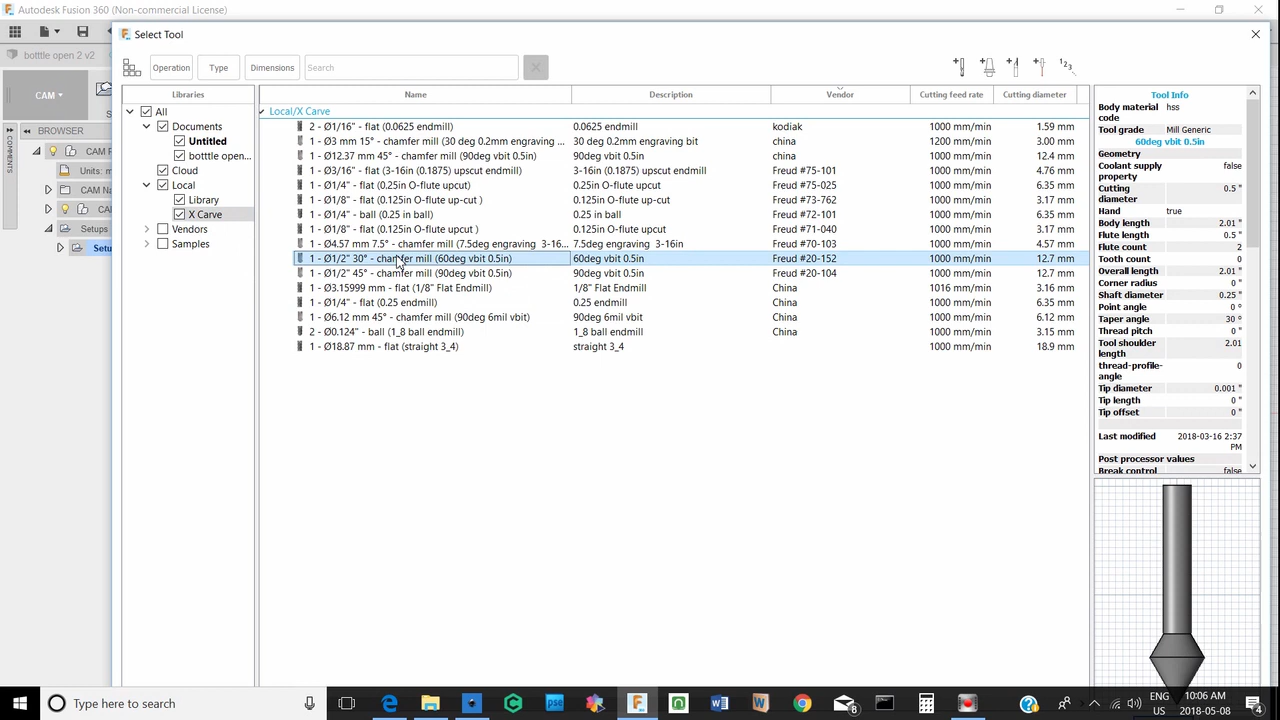 Autodesk Fusion 360 (Non-commercial License)
Select Tool
botttle open 2 v2
Operation Type Dimensions Search
1 2 3
CAM
COMMENTS
BROWSER
CAM R
Units: m
CAM Na
Setups
Setu
Libraries
All
Documents
Untitled
botttle open...
Cloud
Local
Library
X Carve
Vendors
Samples
Name Description Vendor Cutting feed rate Cutting diameter
Local/X Carve
2 - Ø1/16" - flat (0.0625 endmill) 0.0625 endmill kodiak 1000 mm/min 1.59 mm
1 - Ø3 mm 15° - chamfer mill (30 deg 0.2mm engraving ... 30 deg 0.2mm engraving bit china 1200 mm/min 3.00 mm
1 - Ø12.37 mm 45° - chamfer mill (90deg vbit 0.5in) 90deg vbit 0.5in china 1000 mm/min 12.4 mm
1 - Ø3/16" - flat (3-16in (0.1875) upscut endmill) 3-16in (0.1875) upscut endmill Freud #75-101 1000 mm/min 4.76 mm
1 - Ø1/4" - flat (0.25in O-flute upcut) 0.25in O-flute upcut Freud #75-025 1000 mm/min 6.35 mm
1 - Ø1/8" - flat (0.125in O-flute up-cut ) 0.125in O-flute up-cut Freud #73-762 1000 mm/min 3.17 mm
1 - Ø1/4" - ball (0.25 in ball) 0.25 in ball Freud #72-101 1000 mm/min 6.35 mm
1 - Ø1/8" - flat (0.125in O-flute upcut ) 0.125in O-flute upcut Freud #71-040 1000 mm/min 3.17 mm
1 - Ø4.57 mm 7.5° - chamfer mill (7.5deg engraving 3-16... 7.5deg engraving 3-16in Freud #70-103 1000 mm/min 4.57 mm
1 - Ø1/2" 30° - chamfer mill (60deg vbit 0.5in) 60deg vbit 0.5in Freud #20-152 1000 mm/min 12.7 mm
1 - Ø1/2" 45° - chamfer mill (90deg vbit 0.5in) 90deg vbit 0.5in Freud #20-104 1000 mm/min 12.7 mm
1 - Ø3.15999 mm - flat (1/8" Flat Endmill) 1/8" Flat Endmill China 1016 mm/min 3.16 mm
1 - Ø1/4" - flat (0.25 endmill) 0.25 endmill China 1000 mm/min 6.35 mm
1 - Ø6.12 mm 45° - chamfer mill (90deg 6mil vbit) 90deg 6mil vbit China 1000 mm/min 6.12 mm
2 - Ø0.124" - ball (1_8 ball endmill) 1_8 ball endmill China 1000 mm/min 3.15 mm
1 - Ø18.87 mm - flat (straight 3_4) straight 3_4 1000 mm/min 18.9 mm
Tool Info
Body material code hss
Tool grade Mill Generic
60deg vbit 0.5in
Geometry
Coolant supply property false
Cutting diameter 0.5 "
Hand true
Body length 2.01 "
Flute length 0.5 "
Flute count 2
Tooth count 0
Overall length 2.01 "
Corner radius 0 "
Shaft diameter 0.25 "
Point angle 0 °
Taper angle 30 º
Thread pitch 0 "
Tool shoulder length 2.01
thread-profile-angle 0
Tip diameter 0.001 "
Tip length 0 "
Tip offset 0 "
Last modified 2018-03-16 2:37 PM
Post processor values
Break control false
Type here to search
8
ENG
US
10:06 AM
2018-05-08
4